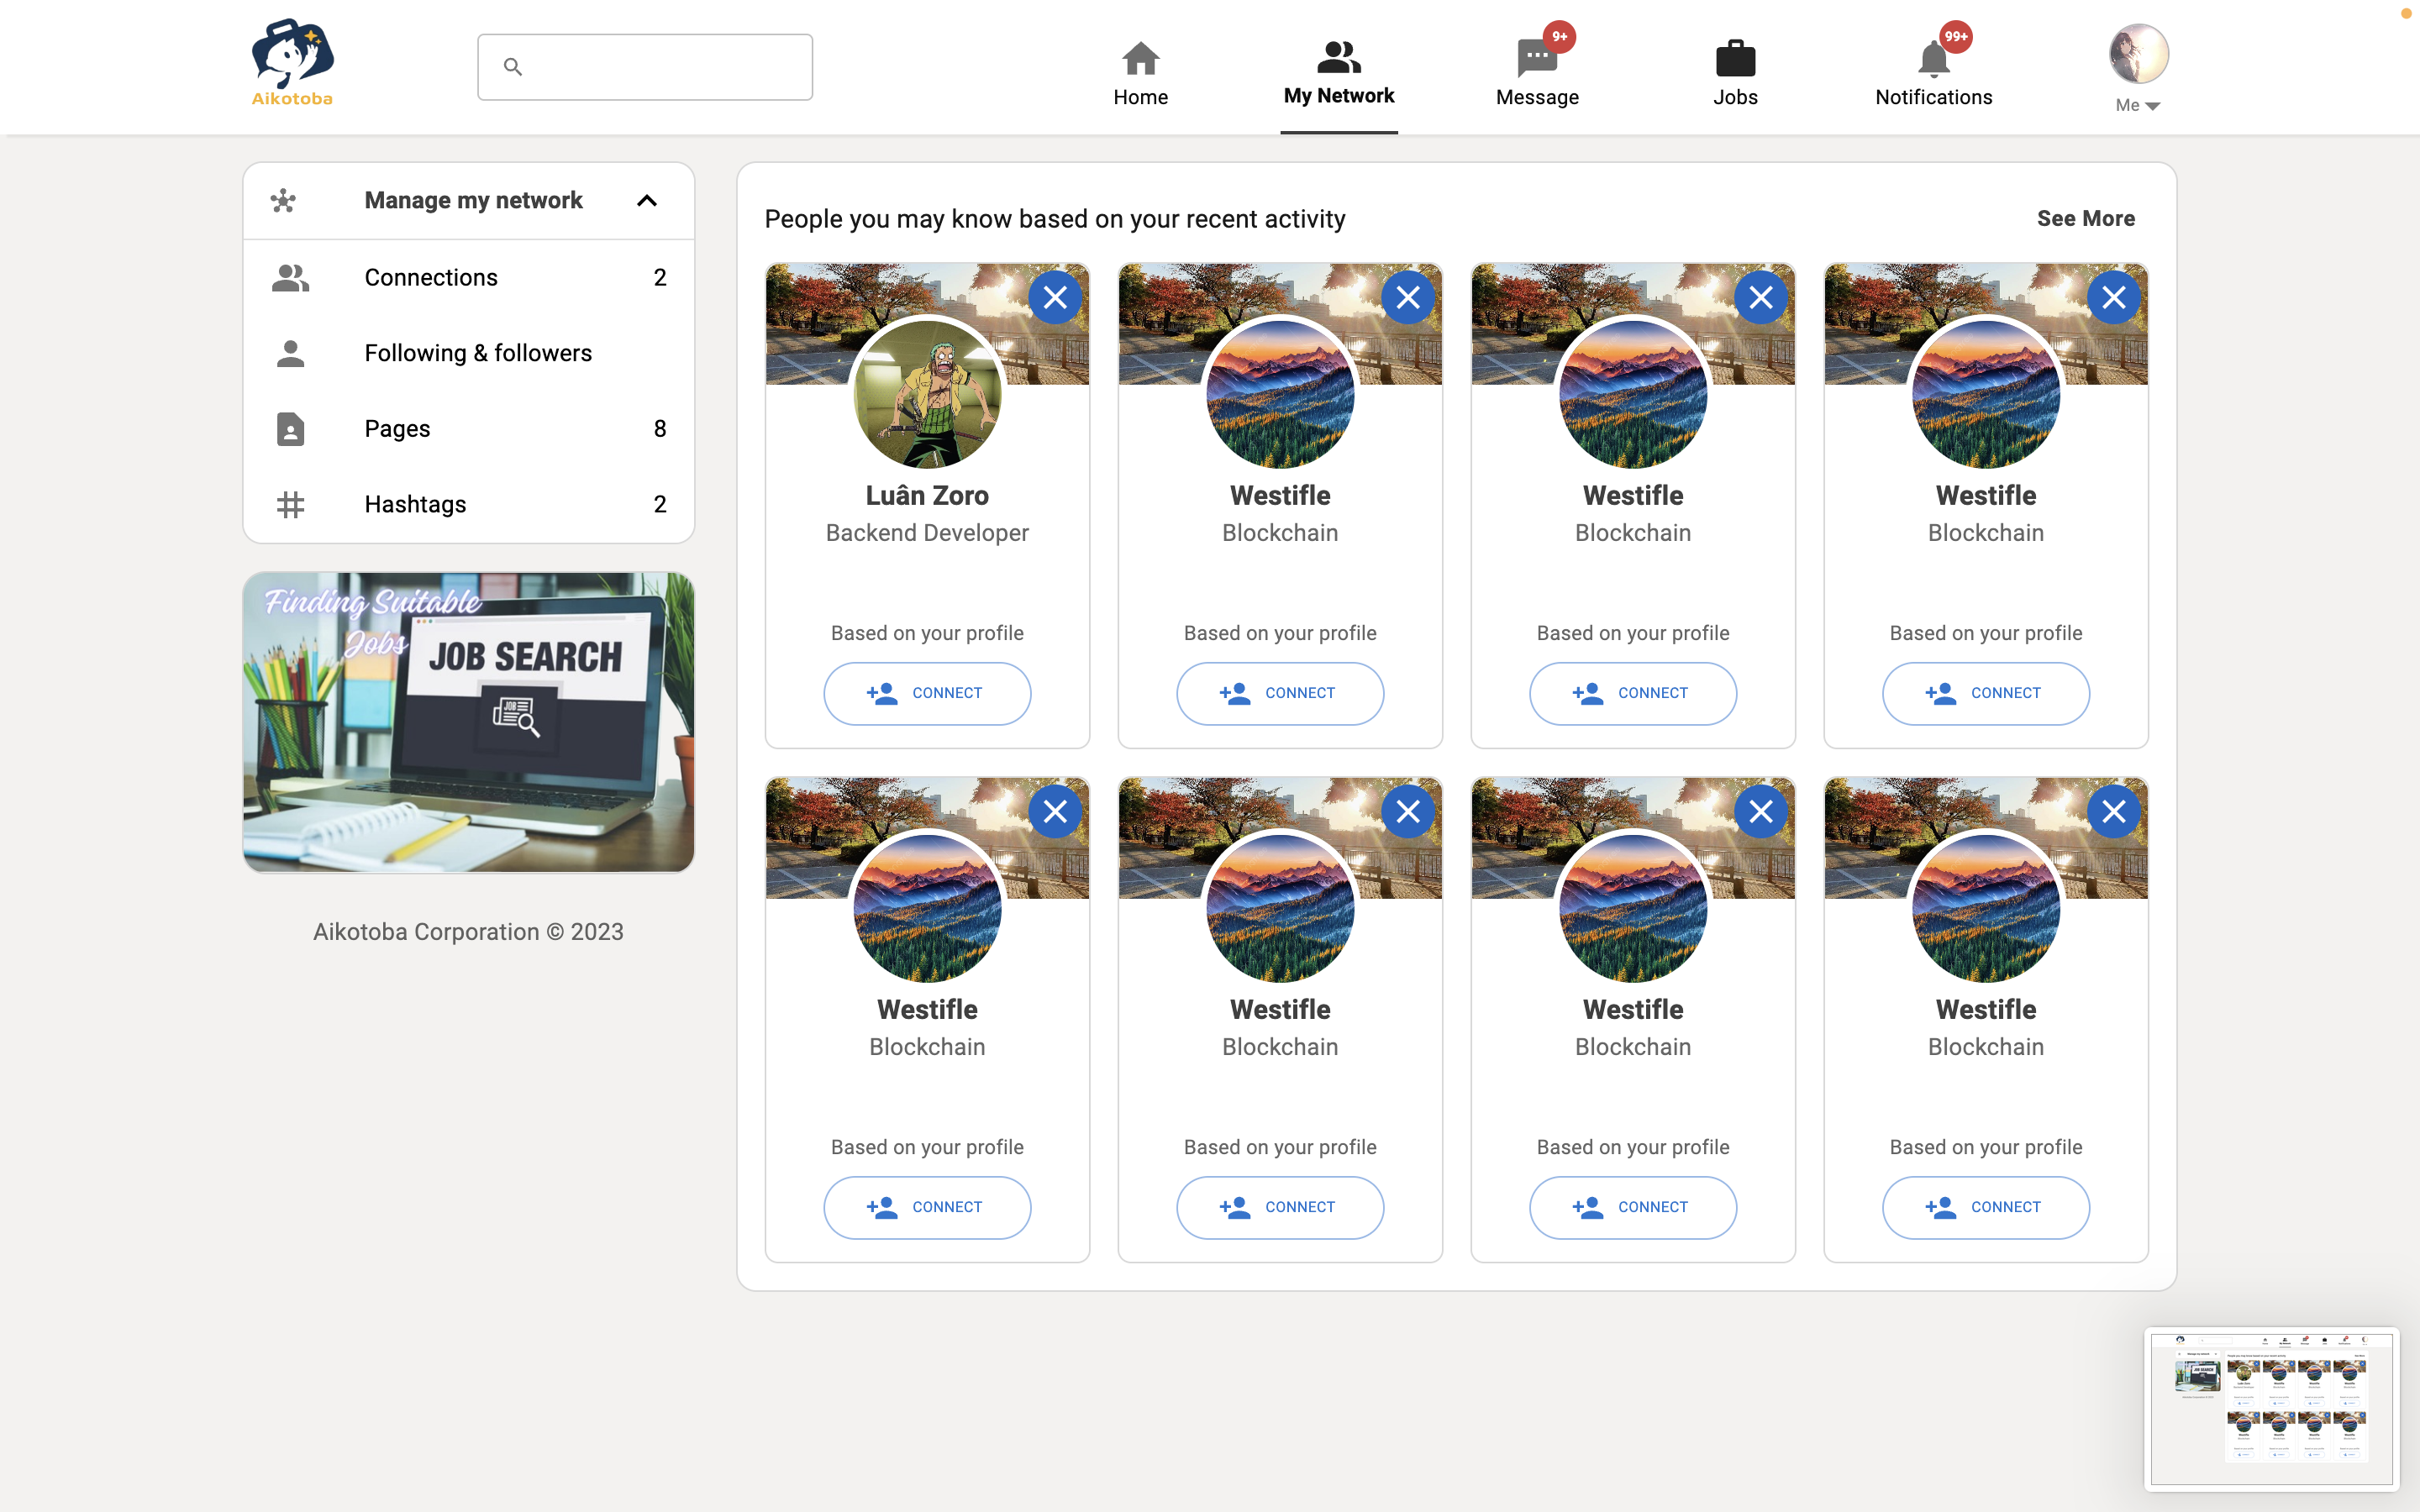 Aikotoba
Home
My Network
9+
Message
Jobs
99+
Notifications
Me
Manage my network
Connections 2
Following & followers
Pages 8
Hashtags 2
Finding Suitable
Jobs
JOB SEARCH
JOB
Aikotoba Corporation © 2023
People you may know based on your recent activity
See More
Luân Zoro
Backend Developer
Based on your profile
CONNECT
Westifle
Blockchain
Based on your profile
CONNECT
Westifle
Blockchain
Based on your profile
CONNECT
Westifle
Blockchain
Based on your profile
CONNECT
Westifle
Blockchain
Based on your profile
CONNECT
Westifle
Blockchain
Based on your profile
CONNECT
Westifle
Blockchain
Based on your profile
CONNECT
Westifle
Blockchain
Based on your profile
CONNECT
JOB SEARCH